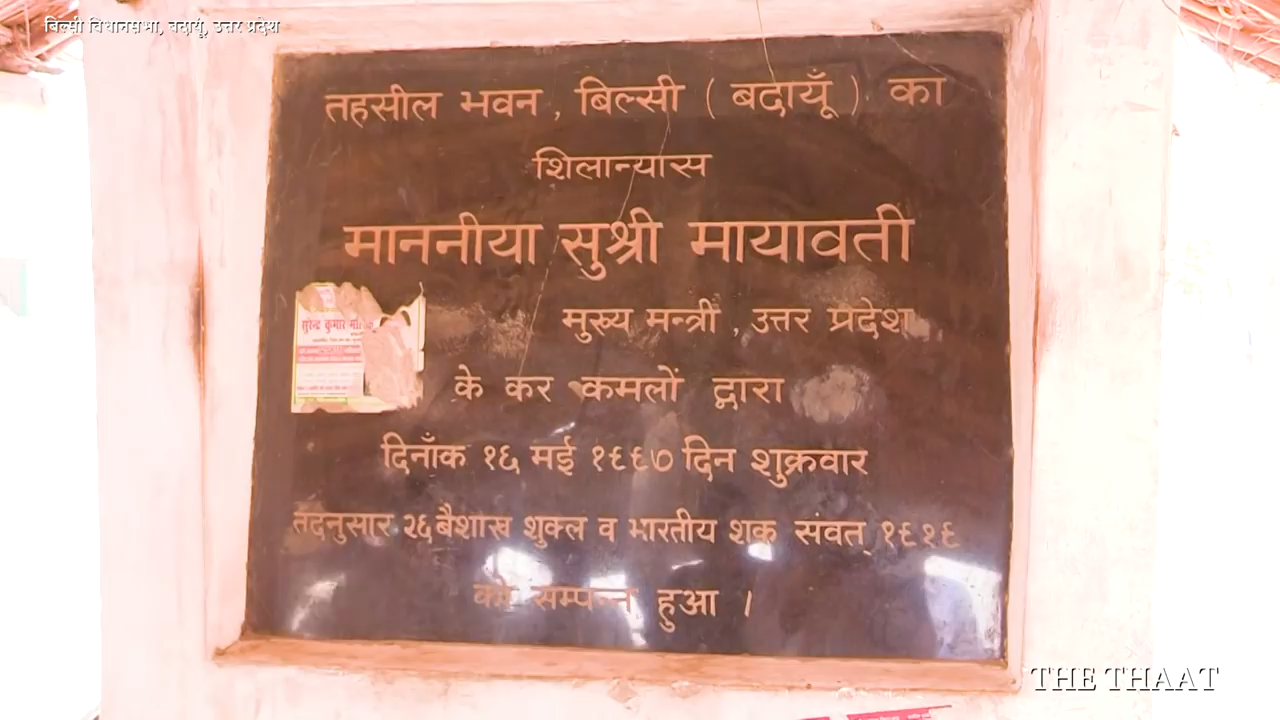 बिल्सी विधानसभा, बदायूं, उत्तर प्रदेश
तहसील भवन , बिल्सी ( बदायूँ ) का
शिलान्यास
माननीया सुश्री मायावती
मुख्य मन्त्री , उत्तर प्रदेश
सुरेन्द्र कुमार
के कर कमलों द्वारा
दिनाँक १६ मई १९९७ दिन शुक्रवार
तदनुसार २६ बैशाख शुक्ल व भारतीय शक संवत् १९१९
को सम्पन्न हुआ ।
THE THAAT